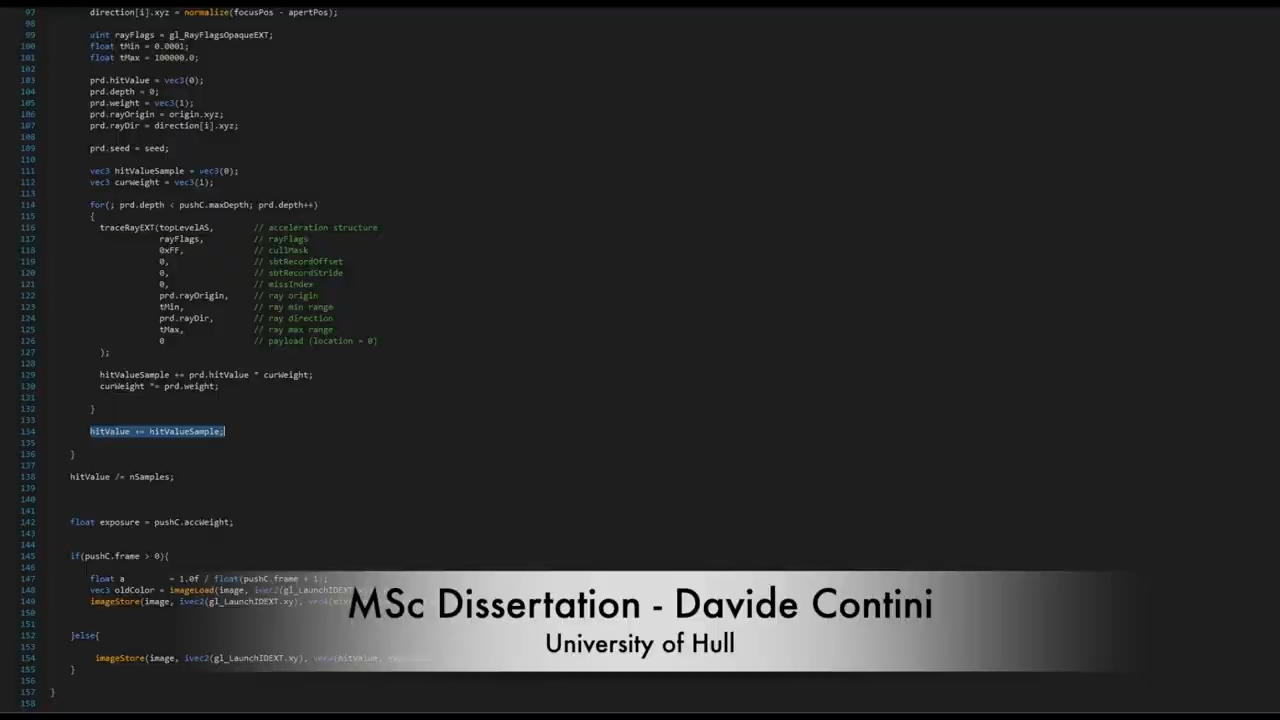 97 direction[i].xyz = normalize(focusPos - apertPos);
98
99 uint rayFlags = gl_RayFlagsOpaqueEXT;
100 float tMin = 0.0001;
101 float tMax = 100000.0;
102
103 prd.hitValue = vec3(0);
104 prd.depth = 0;
105 prd.weight = vec3(1);
106 prd.rayOrigin = origin.xyz;
107 prd.rayDir = direction[i].xyz;
108
109 prd.seed = seed;
110
111 vec3 hitValueSample = vec3(0);
112 vec3 curWeight = vec3(1);
113
114 for(; prd.depth < pushC.maxDepth; prd.depth++)
115 {
116 traceRayEXT(topLevelAS, // acceleration structure
117 rayFlags, // rayFlags
118 0xFF, // cullMask
119 0, // sbtRecordOffset
120 0, // sbtRecordStride
121 0, // missIndex
122 prd.rayOrigin, // ray origin
123 tMin, // ray min range
124 prd.rayDir, // ray direction
125 tMax, // ray max range
126 0 // payload (location = 0)
127 );
128
129 hitValueSample += prd.hitValue * curWeight;
130 curWeight *= prd.weight;
131
132 }
133
134 hitValue += hitValueSample;
135
136 }
137
138 hitValue /= nSamples;
139
140
141
142 float exposure = pushC.accWeight;
143
144
145 if(pushC.frame > 0){
146
147 float a = 1.0f / float(pushC.frame + 1);
148 vec3 oldColor = imageLoad(image, ivec2(gl_LaunchIDEXT
149 imageStore(image, ivec2(gl_LaunchIDEXT.xy),
150
151
152 }else{
153
154 imageStore(image, ivec2(gl_LaunchIDEXT.xy), vec4(hitValue,
155 }
156
157 }
158
MSc Dissertation - Davide Contini
University of Hull